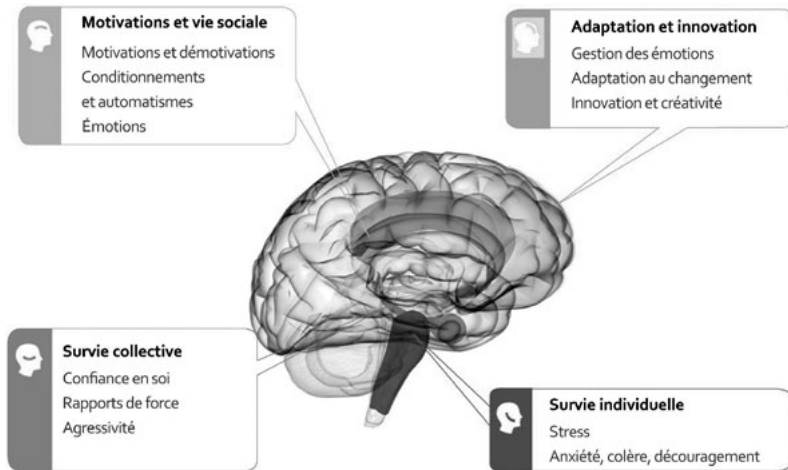 Motivations et vie sociale
Motivations et démotivations
Conditionnements
et automatismes
Émotions
Adaptation et innovation
Gestion des émotions
Adaptation au changement
Innovation et créativité
Survie collective
Confiance en soi
Rapports de force
Agressivité
Survie individuelle
Stress
Anxiété, colère, découragement